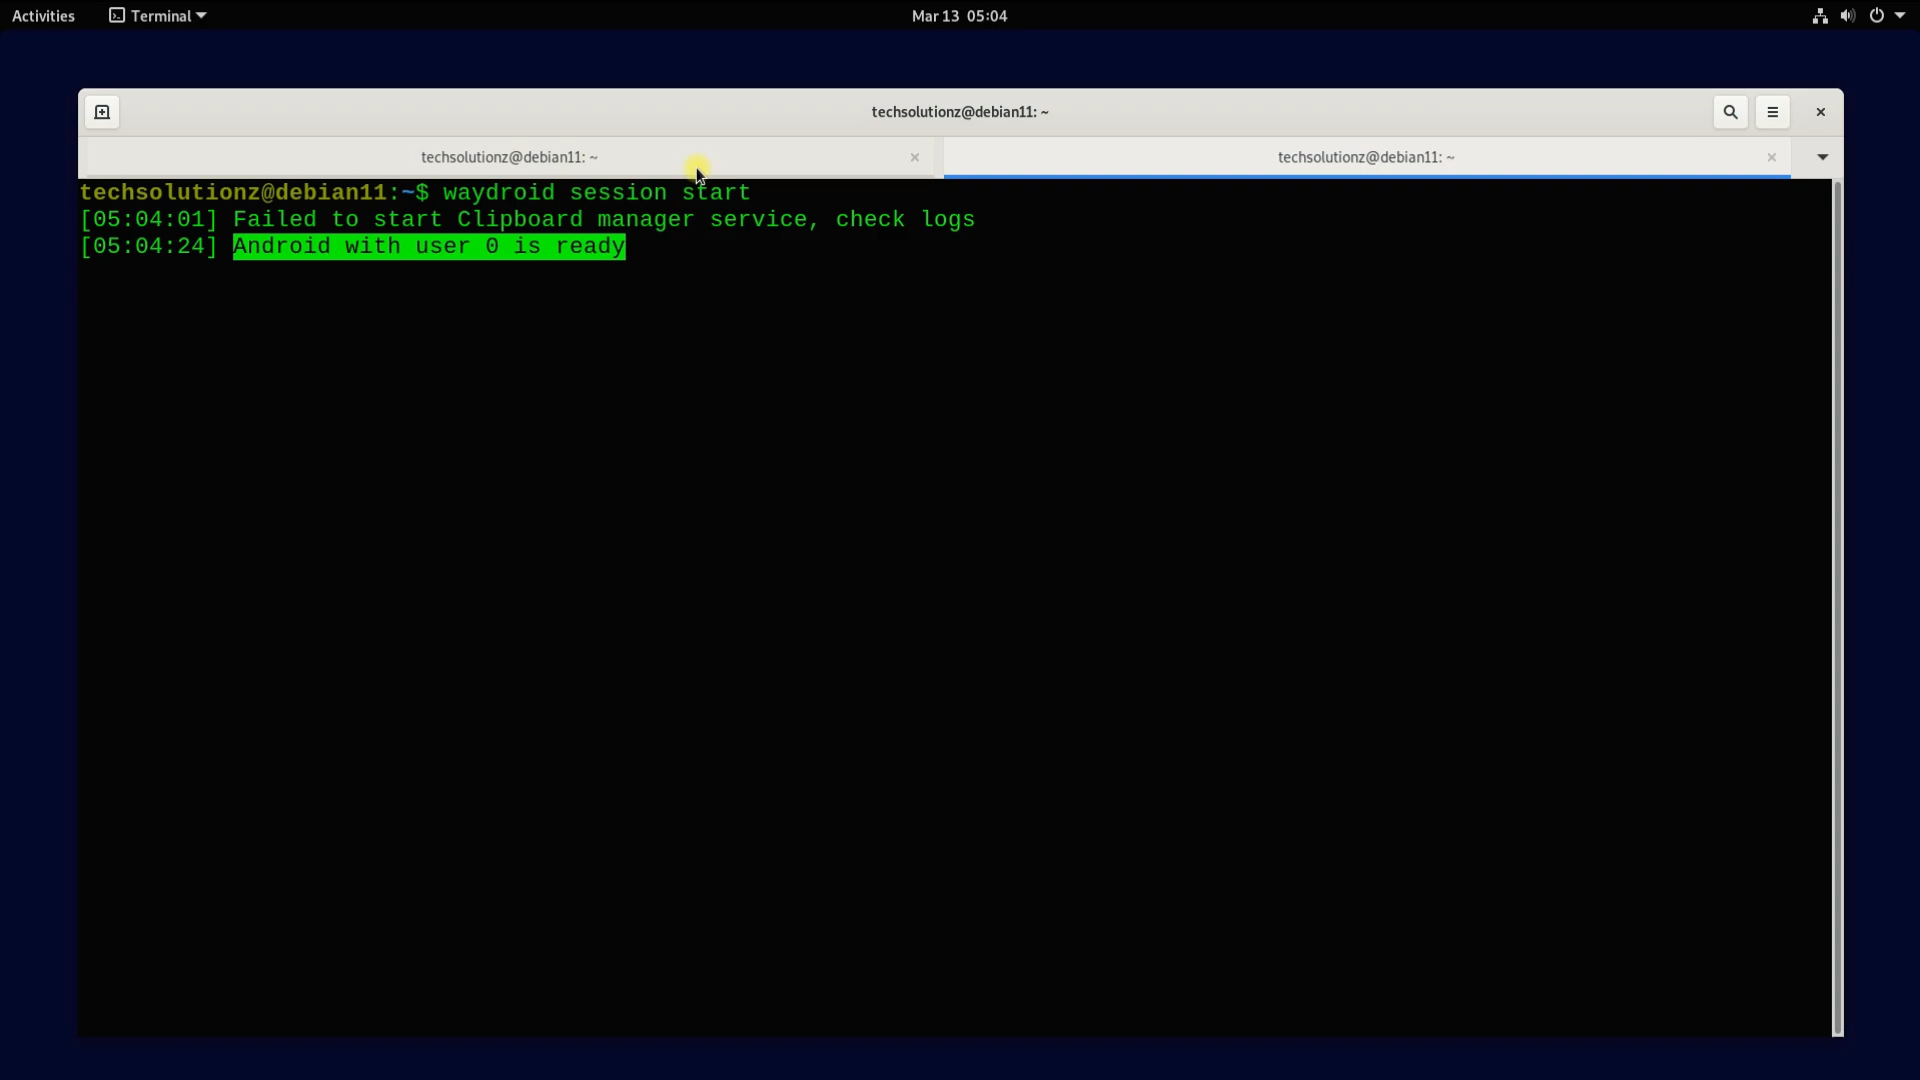 Activities Terminal Mar 13 05:04
techsolutionz@debian11: ~
techsolutionz@debian11: ~ techsolutionz@debian11: ~
techsolutionz@debian11:~$ waydroid session start
[05:04:01] Failed to start Clipboard manager service, check logs
[05:04:24] Android with user 0 is ready